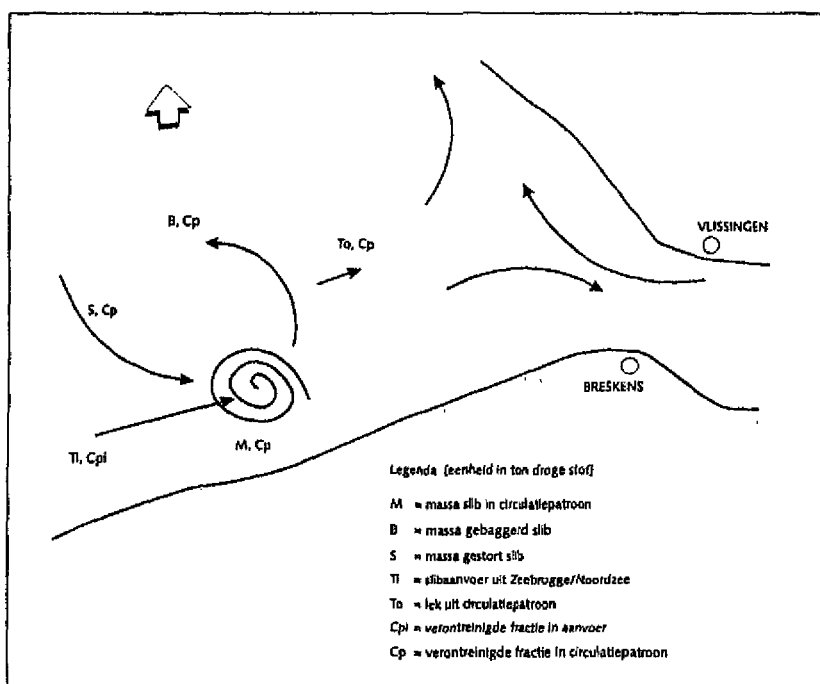 B, Cp
To, Cp
VLISSINGEN
S, Cp
BRESKENS
TI, Cpi
M, Cp
Legenda (eenheid in ton droge stof)
M = massa slib in circulatiepatroon
B = massa gebaggerd slib
S = massa gestort slib
TI = slibaanvoer uit Zeebrugge/Noordzee
To = lek uit circulatiepatroon
Cpi = verontreinigde fractie in aanvoer
Cp = verontreinigde fractie in circulatiepatroon